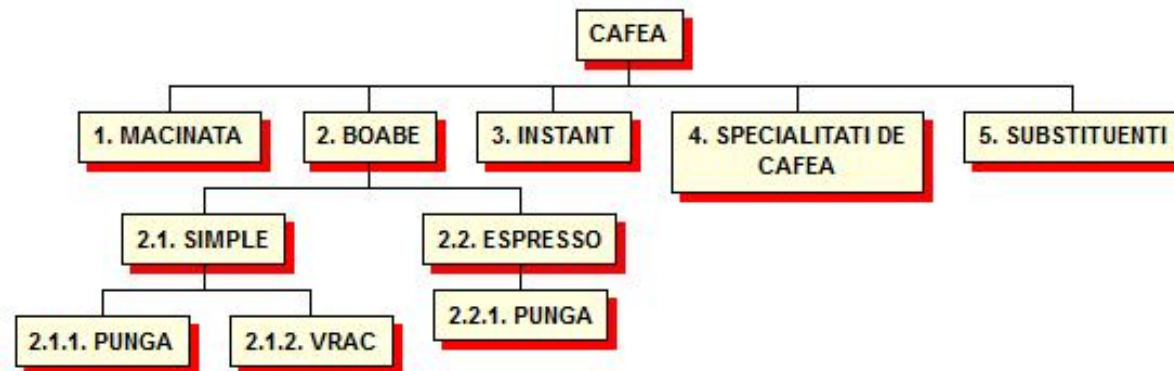 CAFEA
1. MACINATA
2. BOABE
3. INSTANT
4. SPECIALITATI DE
CAFEA
5. SUBSTITUENTI
2.1. SIMPLE
2.2. ESPRESSO
2.1.1. PUNGA
2.1.2. VRAC
2.2.1. PUNGA